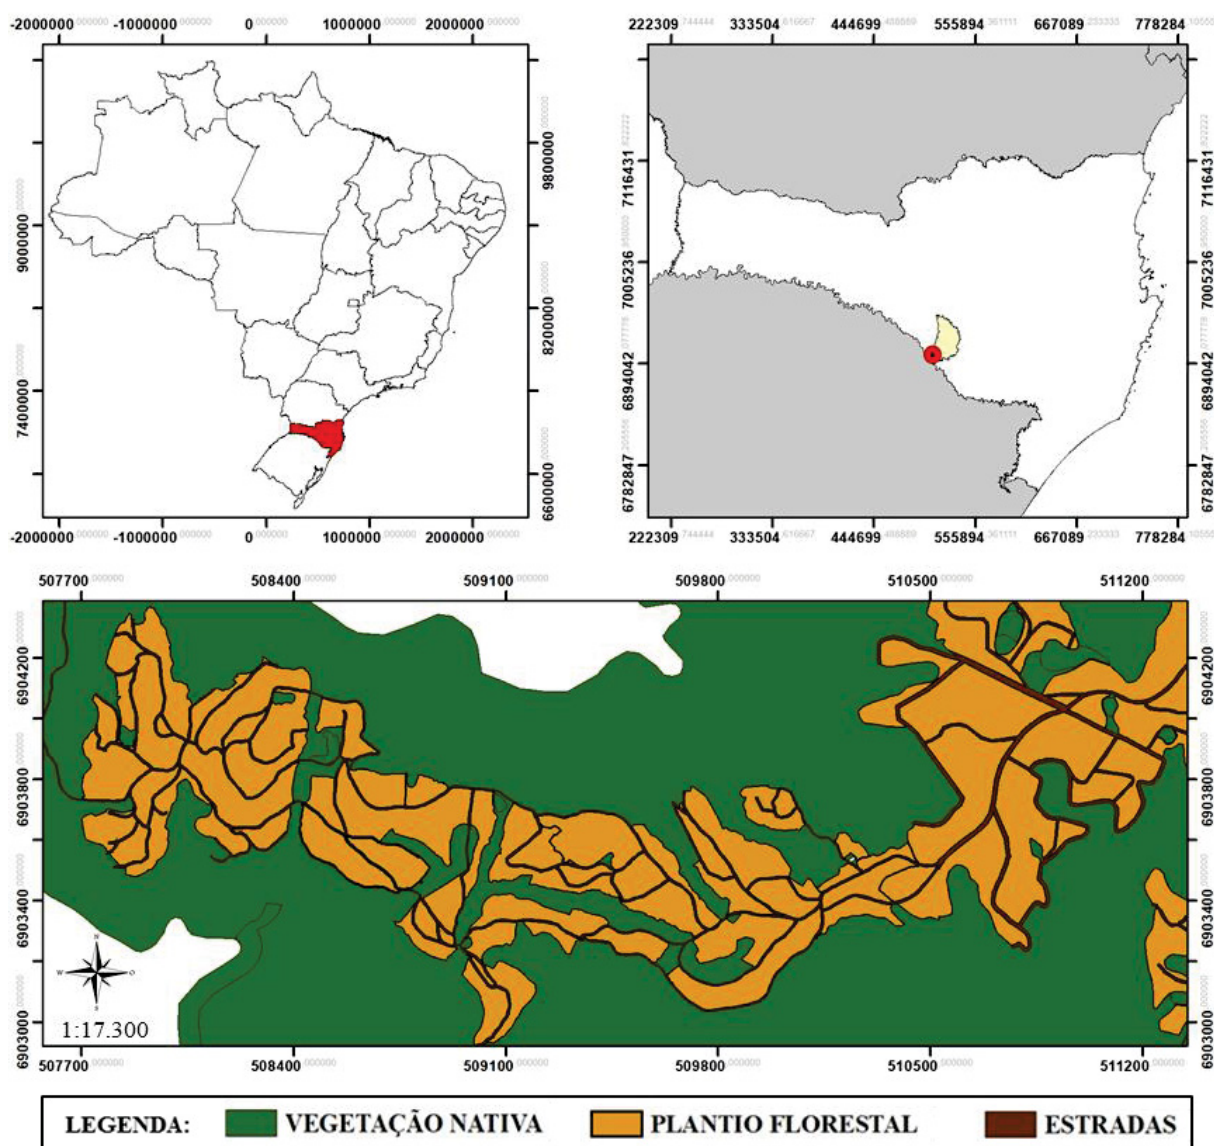 -2000000 -1000000 0 1000000 2000000
222309 333504 444699 555894 667089 778284
9000000
7400000
9800000
8200000
6600000
7116431
7005236
6894042
6782847
7116431
7005236
6894042
6782847
-2000000 -1000000 0 1000000 2000000
222309 333504 444699 555894 667089 778284
507700 508400 509100 509800 510500 511200
6904200
6903800
6903400
6903000
6904200
6903800
6903400
6903000
N
W O
S
1:17.300
507700 508400 509100 509800 510500 511200
LEGENDA: VEGETAÇÃO NATIVA PLANTIO FLORESTAL ESTRADAS